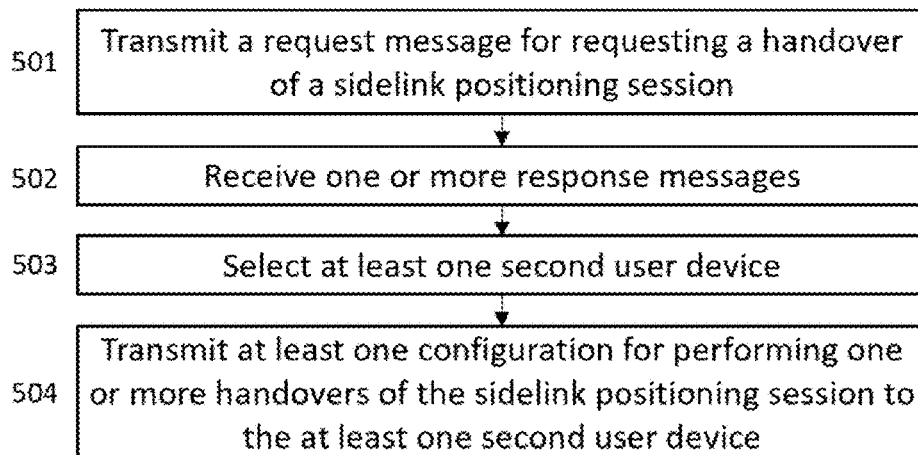 501
Transmit a request message for requesting a handover
of a sidelink positioning session
502
Receive one or more response messages
503
Select at least one second user device
504
Transmit at least one configuration for performing one
or more handovers of the sidelink positioning session to
the at least one second user device